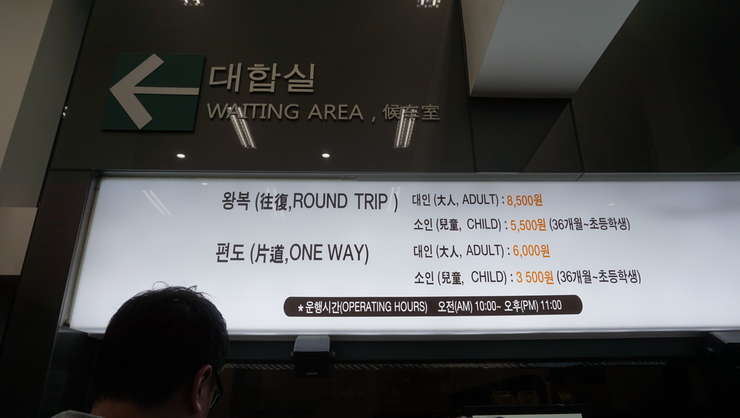 대합실
WAITING AREA , 候客室
왕복 (往復,ROUND TRIP ) 대인 (大人, ADULT) : 8,500원
소인 (兒童, CHILD) : 5,500원 (36개월~초등학생)
편도 (片道,ONE WAY) 대인 (大人, ADULT) : 6,000원
소인 (兒童, CHILD) : 3 500원 (36개월~초등학생)
* 운행시간(OPERATING HOURS) 오전(AM) 10:00~ 오후(PM) 11:00